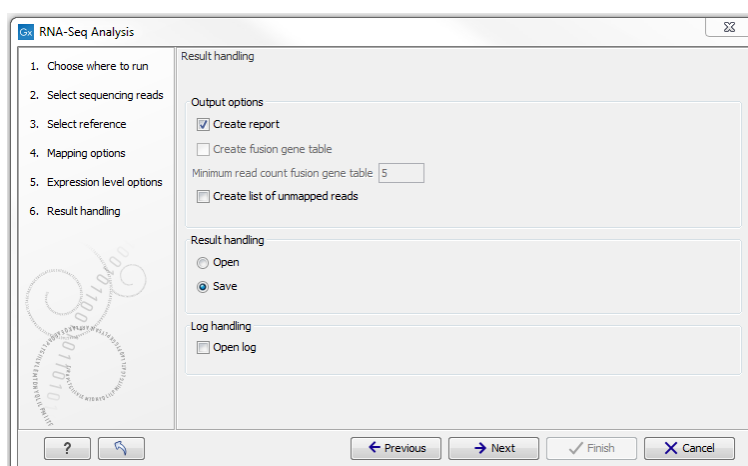 Gx RNA-Seq Analysis
1. Choose where to run
2. Select sequencing reads
3. Select reference
4. Mapping options
5. Expression level options
6. Result handling
Result handling
Output options
Create report
Create fusion gene table
Minimum read count fusion gene table 5
Create list of unmapped reads
Result handling
Open
Save
Log handling
Open log
? Previous Next Finish Cancel